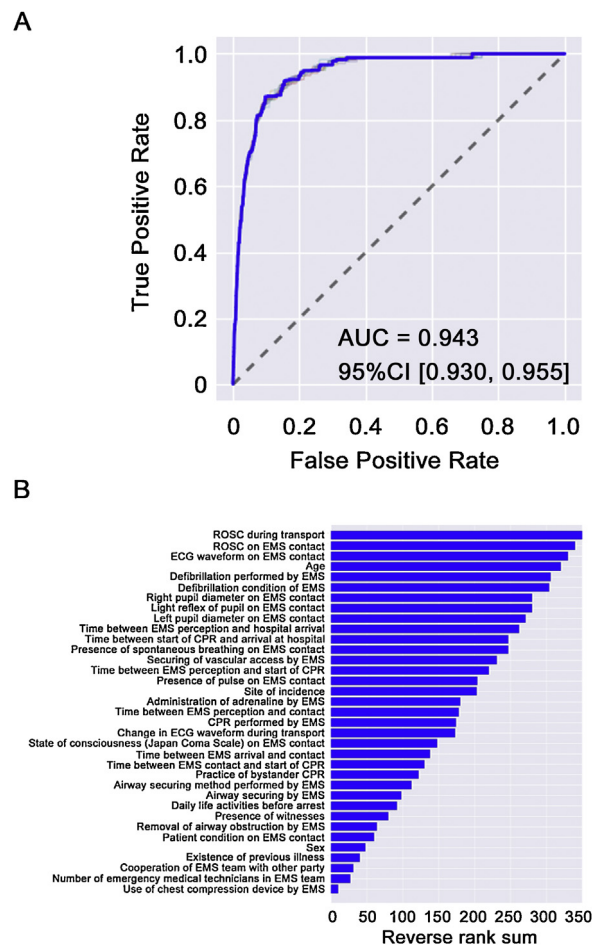 A
True Positive Rate
1.0
0.8
0.6
0.4
0.2
0
AUC = 0.943
95%CI [0.930, 0.955]
0 0.2 0.4 0.6 0.8 1.0
False Positive Rate
B
ROSC during transport
ROSC on EMS contact
ECG waveform on EMS contact
Age
Defibrillation performed by EMS
Defibrillation condition of EMS
Right pupil diameter on EMS contact
Light reflex of pupil on EMS contact
Left pupil diameter on EMS contact
Time between EMS perception and hospital arrival
Time between start of CPR and arrival at hospital
Presence of spontaneous breathing on EMS contact
Securing of vascular access by EMS
Time between EMS perception and start of CPR
Presence of pulse on EMS contact
Site of incidence
Administration of adrenaline by EMS
Time between EMS perception and contact
CPR performed by EMS
Change in ECG waveform during transport
State of consciousness (Japan Coma Scale) on EMS contact
Time between EMS arrival and contact
Time between EMS contact and start of CPR
Practice of bystander CPR
Airway securing method performed by EMS
Airway securing by EMS
Daily life activities before arrest
Presence of witnesses
Removal of airway obstruction by EMS
Patient condition on EMS contact
Sex
Existence of previous illness
Cooperation of EMS team with other party
Number of emergency medical technicians in EMS team
Use of chest compression device by EMS
0 50 100 150 200 250 300 350
Reverse rank sum